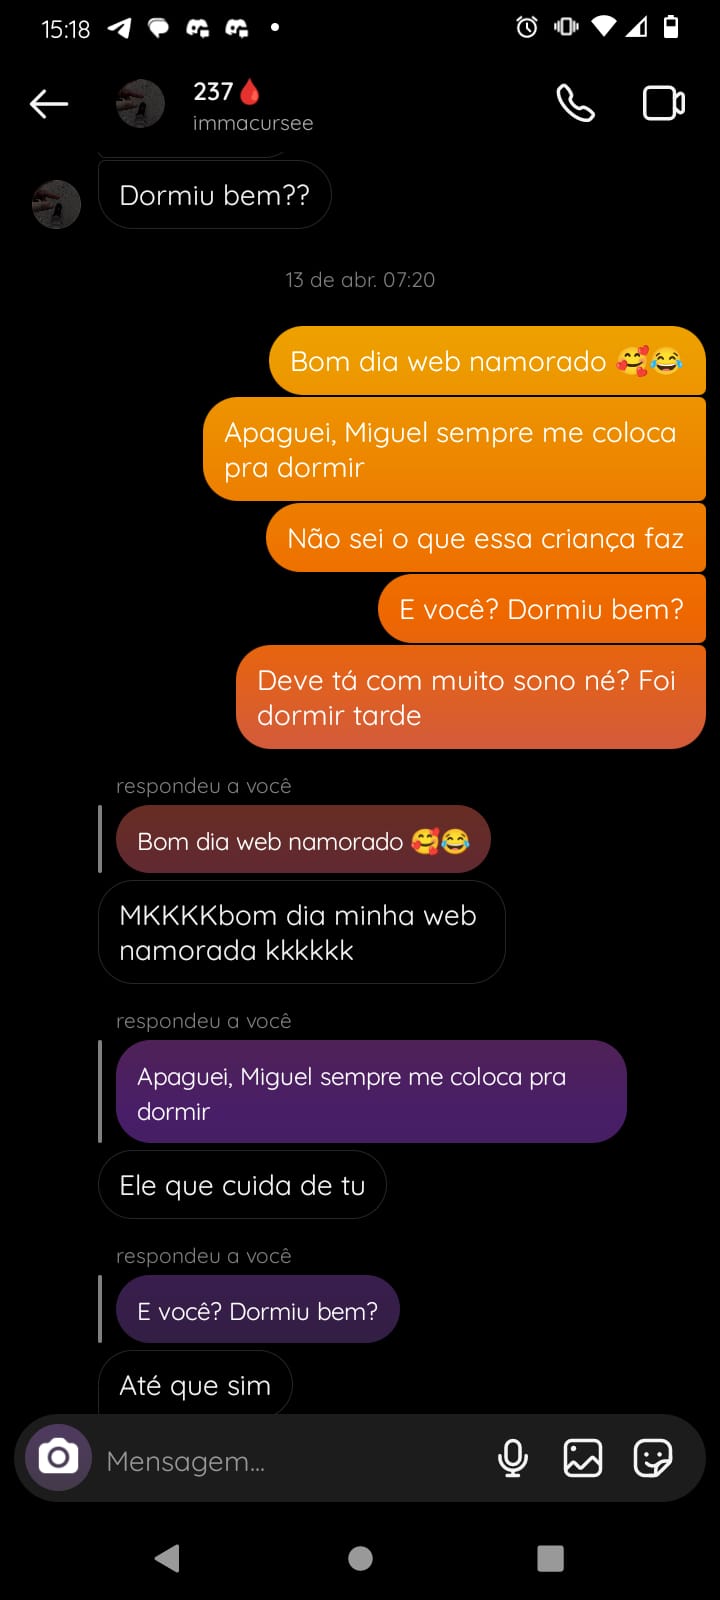 15:18
237🩸
immacursee
Dormiu bem??
13 de abr. 07:20
Bom dia web namorado 🥰😂
Apaguei, Miguel sempre me coloca
pra dormir
Não sei o que essa criança faz
E você? Dormiu bem?
Deve tá com muito sono né? Foi
dormir tarde
respondeu a você
Bom dia web namorado 🥰😂
MKKKKbom dia minha web
namorada kkkkkk
respondeu a você
Apaguei, Miguel sempre me coloca pra
dormir
Ele que cuida de tu
respondeu a você
E você? Dormiu bem?
Até que sim
Mensagem...